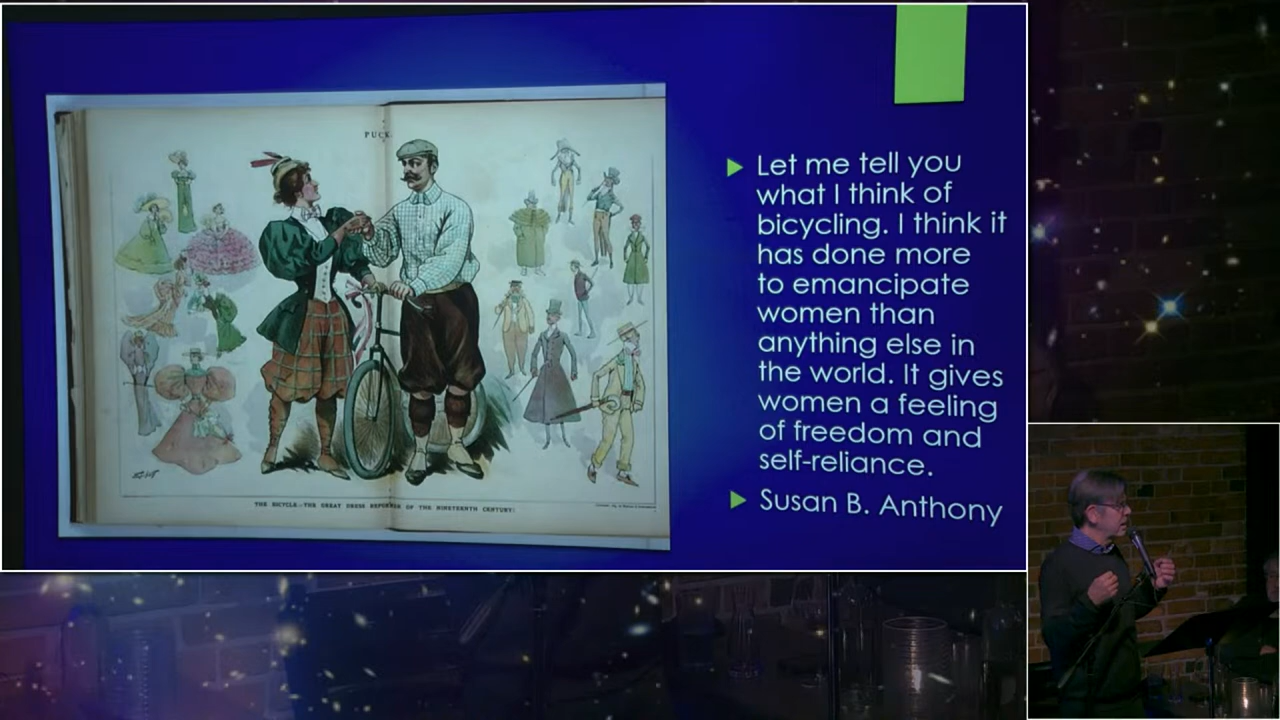 PUCK
THE BICYCLE—THE GREAT DRESS REFORMER OF THE NINETEENTH CENTURY!
Let me tell you
what I think of
bicycling. I think it
has done more
to emancipate
women than
anything else in
the world. It gives
women a feeling
of freedom and
self-reliance.
Susan B. Anthony